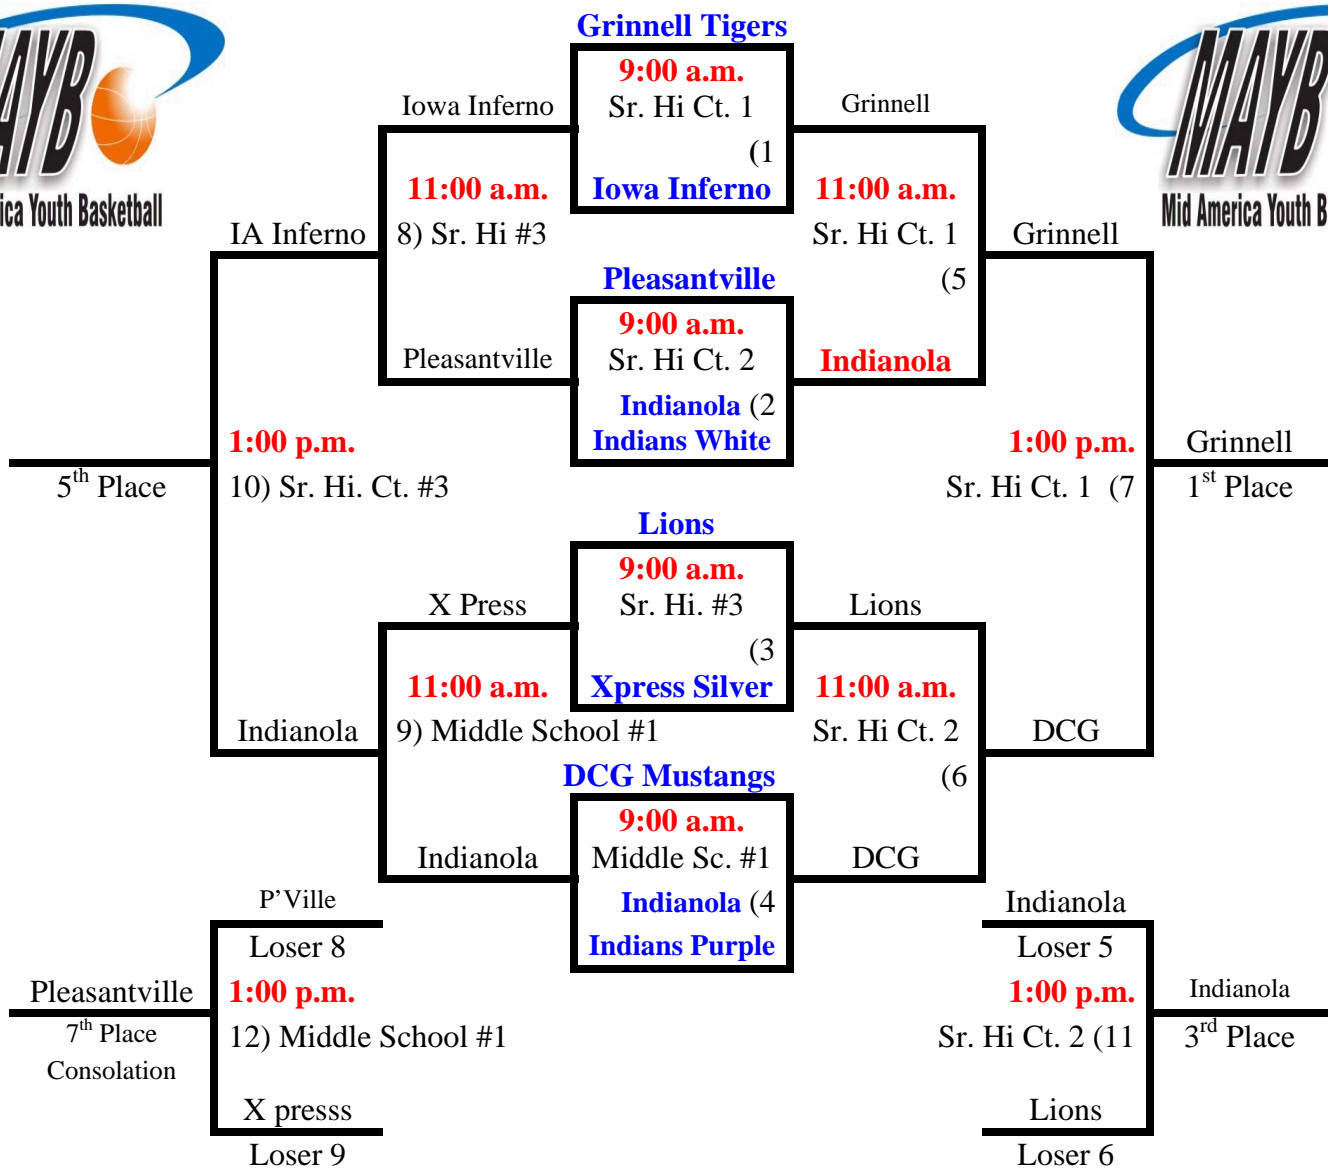 Grinnell Tigers
9:00 a.m.
Iowa Inferno
Sr. Hi Ct. 1
Grinnell
(1
11:00 a.m.
Iowa Inferno
11:00 a.m.
AYB
ica Youth Basketball
MAYB
Mid America Youth B
IA Inferno
8) Sr. Hi #3
Sr. Hi Ct. 1
Grinnell
Pleasantville
(5
9:00 a.m.
Pleasantville
Sr. Hi Ct. 2
Indianola
Indianola (2
1:00 p.m.
Indians White
1:00 p.m.
Grinnell
5th Place
10) Sr. Hi. Ct. #3
Sr. Hi Ct. 1 (7
1st Place
Lions
9:00 a.m.
X Press
Sr. Hi. #3
Lions
(3
11:00 a.m.
Xpress Silver
11:00 a.m.
Indianola
9) Middle School #1
Sr. Hi Ct. 2
DCG
DCG Mustangs
(6
9:00 a.m.
Indianola
Middle Sc. #1
DCG
P’Ville
Indianola (4
Indianola
Loser 8
Indians Purple
Loser 5
Pleasantville
1:00 p.m.
1:00 p.m.
Indianola
7th Place
12) Middle School #1
Sr. Hi Ct. 2 (11
3rd Place
Consolation
X presss
Lions
Loser 9
Loser 6